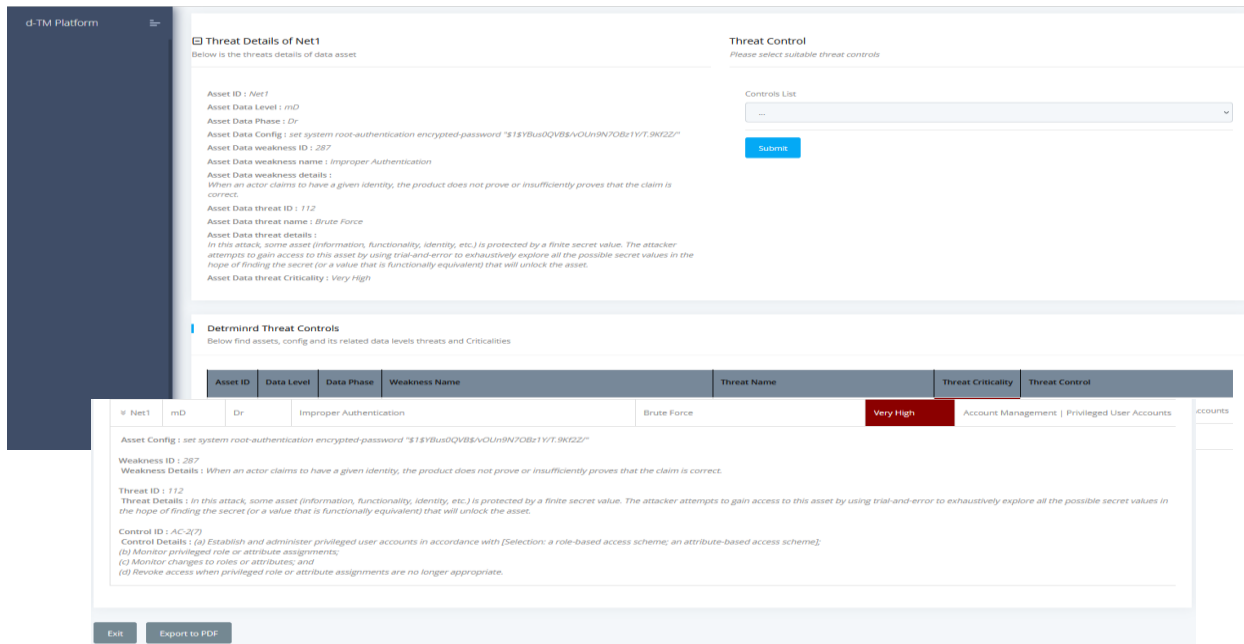 d-TM Platform
Threat Details of Net1
Below is the threats details of data asset
Asset ID : Net1
Asset Data Level : mD
Asset Data Phase : Dr
Asset Data Config : set system root-authentication encrypted-password "$1$YBus0QVB$/vOUn9N7OBz1Y/T.9Kf2Z/"
Asset Data weakness ID : 287
Asset Data weakness name : Improper Authentication
Asset Data weakness details :
When an actor claims to have a given identity, the product does not prove or insufficiently proves that the claim is
correct.
Asset Data threat ID : 112
Asset Data threat name : Brute Force
Asset Data threat details :
In this attack, some asset (information, functionality, identity, etc.) is protected by a finite secret value. The attacker
attempts to gain access to this asset by using trial-and-error to exhaustively explore all the possible secret values in the
hope of finding the secret (or a value that is functionally equivalent) that will unlock the asset.
Asset Data threat Criticality : Very High
Threat Control
Please select suitable threat controls
Controls List
...
Submit
Detrminrd Threat Controls
Below find assets, config and its related data levels threats and Criticalities
Asset ID Data Level Data Phase Weakness Name Threat Name Threat Criticality Threat Control
Net1 mD Dr Improper Authentication Brute Force Very High Account Management | Privileged User Accounts
ccounts
Asset Config : set system root-authentication encrypted-password "$1$YBus0QVB$/vOUn9N7OBz1Y/T.9Kf2Z/"
Weakness ID : 287
Weakness Details : When an actor claims to have a given identity, the product does not prove or insufficiently proves that the claim is correct.
Threat ID : 112
Threat Details : In this attack, some asset (information, functionality, identity, etc.) is protected by a finite secret value. The attacker attempts to gain access to this asset by using trial-and-error to exhaustively explore all the possible secret values in
the hope of finding the secret (or a value that is functionally equivalent) that will unlock the asset.
Control ID : AC-2(7)
Control Details : (a) Establish and administer privileged user accounts in accordance with [Selection: a role-based access scheme; an attribute-based access scheme];
(b) Monitor privileged role or attribute assignments;
(c) Monitor changes to roles or attributes; and
(d) Revoke access when privileged role or attribute assignments are no longer appropriate.
Exit
Export to PDF